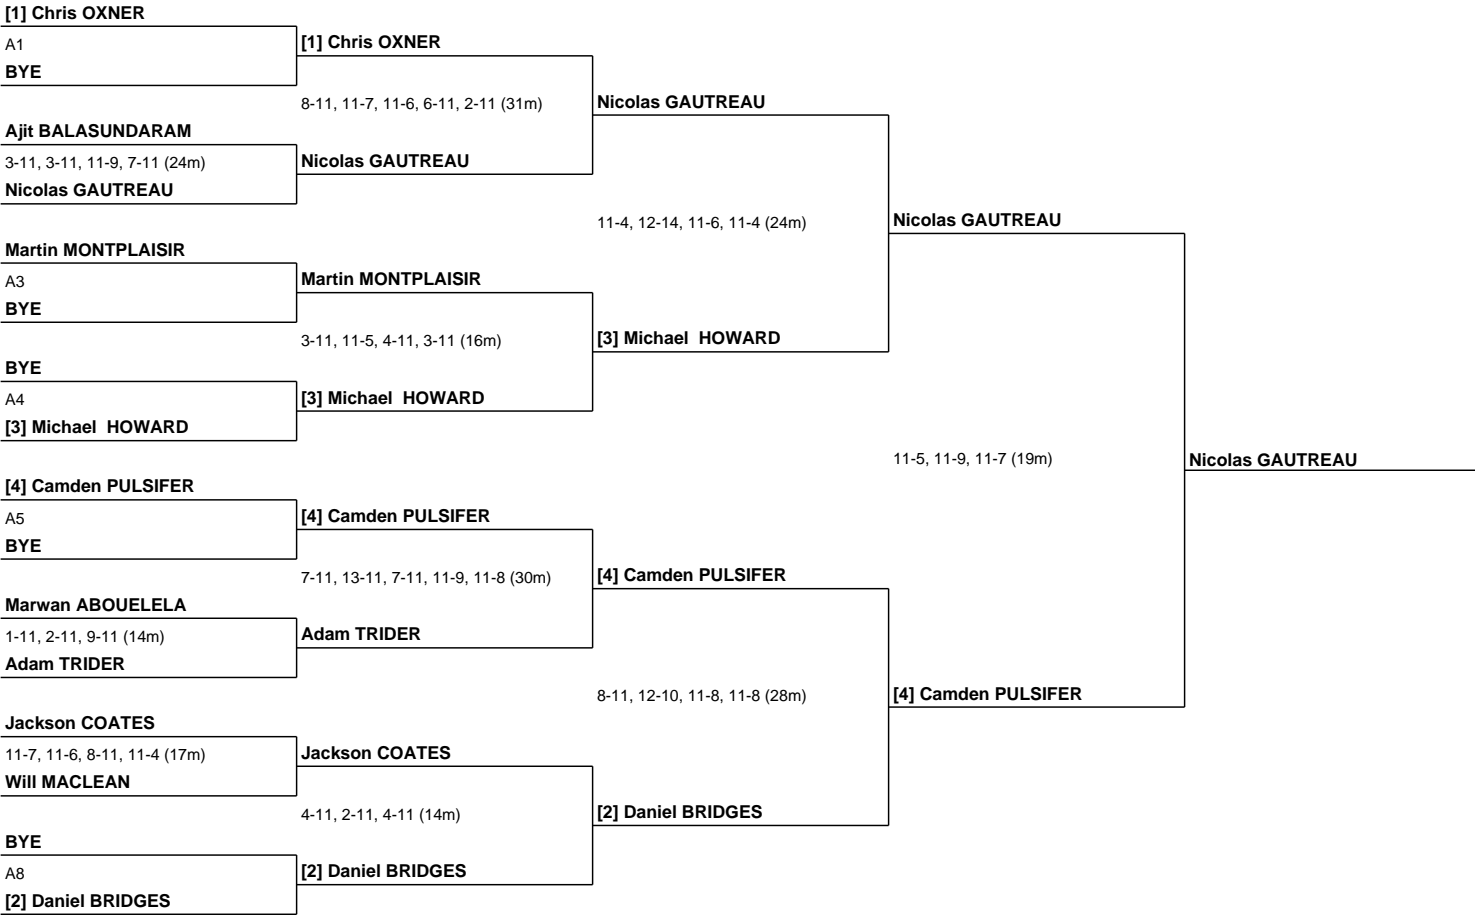 [1] Chris OXNER
A1
BYE
Ajit BALASUNDARAM
3-11, 3-11, 11-9, 7-11 (24m)
Nicolas GAUTREAU
Martin MONTPLAISIR
A3
BYE
BYE
A4
[3] Michael  HOWARD
[4] Camden PULSIFER
A5
BYE
Marwan ABOUELELA
1-11, 2-11, 9-11 (14m)
Adam TRIDER
Jackson COATES
11-7, 11-6, 8-11, 11-4 (17m)
Will MACLEAN
BYE
A8
[2] Daniel BRIDGES
[1] Chris OXNER
8-11, 11-7, 11-6, 6-11, 2-11 (31m)
Nicolas GAUTREAU
Martin MONTPLAISIR
3-11, 11-5, 4-11, 3-11 (16m)
[3] Michael  HOWARD
[4] Camden PULSIFER
7-11, 13-11, 7-11, 11-9, 11-8 (30m)
Adam TRIDER
Jackson COATES
4-11, 2-11, 4-11 (14m)
[2] Daniel BRIDGES
Nicolas GAUTREAU
11-4, 12-14, 11-6, 11-4 (24m)
[3] Michael  HOWARD
[4] Camden PULSIFER
8-11, 12-10, 11-8, 11-8 (28m)
[2] Daniel BRIDGES
Nicolas GAUTREAU
11-5, 11-9, 11-7 (19m)
[4] Camden PULSIFER
Nicolas GAUTREAU